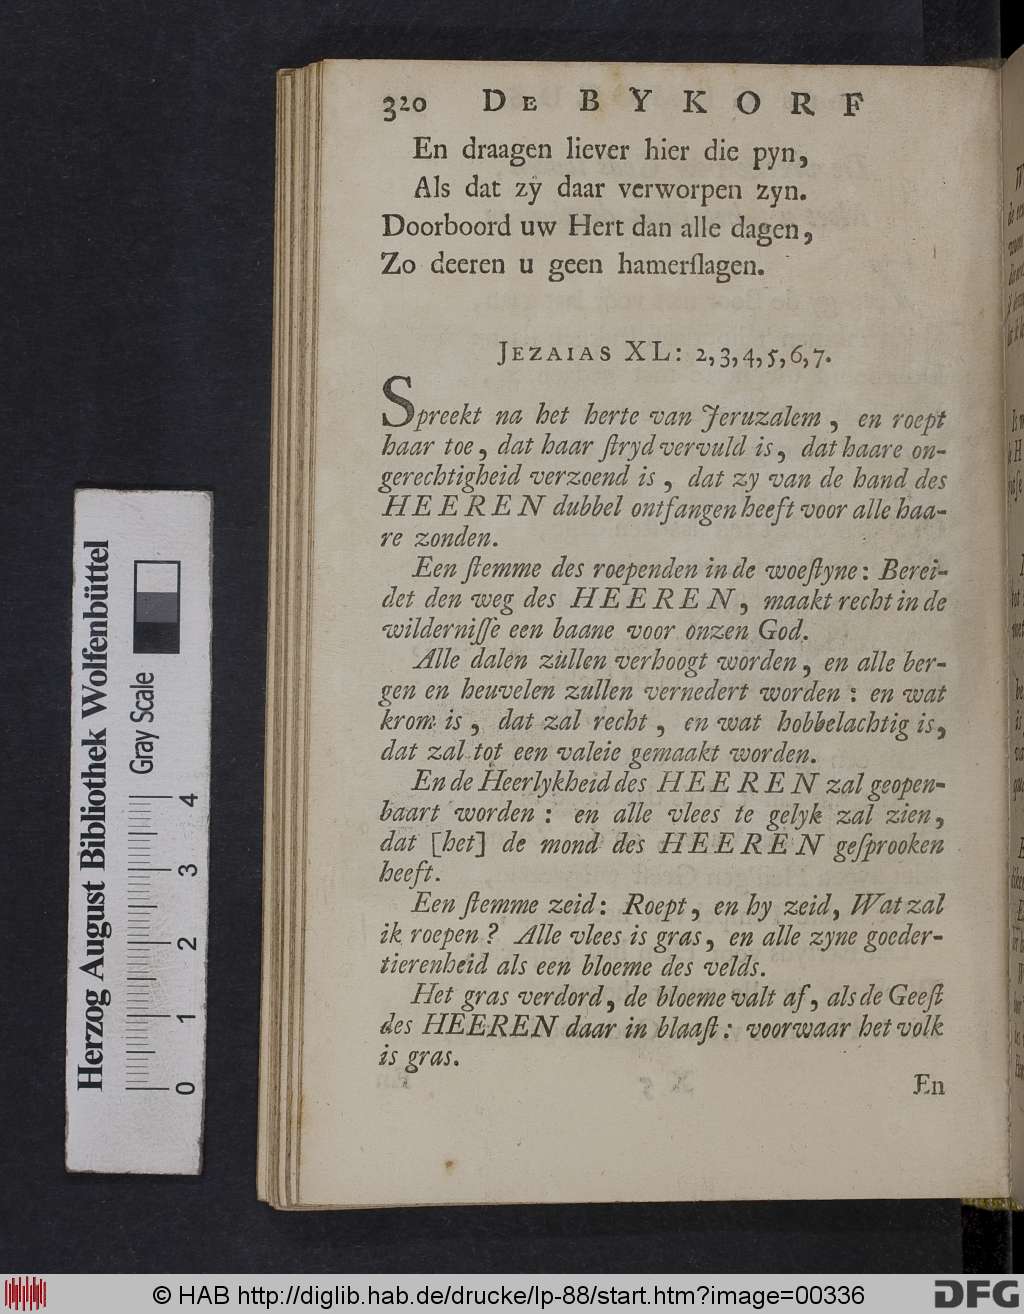 320 DE BYKORF
En draagen liever hier die pyn,
Als dat zy daar verworpen zyn.
Doorboord uw Hert dan alle dagen,
Zo deeren u geen hamerſlagen.
JEZAIAS XL: 2, 3, 4, 5, 6, 7.
Spreekt na het herte van Jeruzalem, en roept
haar toe, dat haar ſtryd vervuld is, dat haare on-
gerechtigheid verzoend is, dat zy van de hand des
HEEREN dubbel ontfangen heeft voor alle haa-
re zonden.
Een ſtemme des roependen in de woeſtyne: Berei-
det den weg des HEEREN, maakt recht in de
wilderniſſe een baane voor onzen God.
Alle dalen zullen verhoogt worden, en alle ber-
gen en heuvelen zullen vernedert worden: en wat
krom is, dat zal recht, en wat hobbelachtig is,
dat zal tot een valeie gemaakt worden.
En de Heerlykheid des HEEREN zal geopen-
baart worden: en alle vlees te gelyk zal zien,
dat [het] de mond des HEEREN geſprooken
heeft.
Een ſtemme zeid: Roept, en hy zeid, Wat zal
ik roepen? Alle vlees is gras, en alle zyne goeder-
tierenheid als een bloeme des velds.
Het gras verdord, de bloeme valt af, als de Geeſt
des HEEREN daar in blaaſt: voorwaar het volk
is gras.
En
Herzog August Bibliothek Wolfenbüttel
Gray Scale
0 1 2 3 4
© HAB http://diglib.hab.de/drucke/lp-88/start.htm?image=00336
DFG